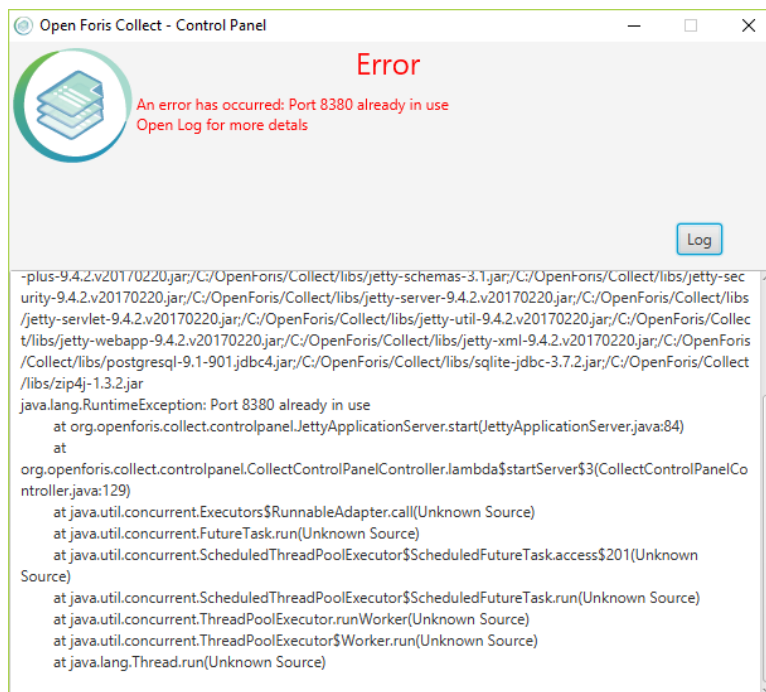 Open Foris Collect - Control Panel
Error
An error has occurred: Port 8380 already in use
Open Log for more detals
Log
-plus-9.4.2.v20170220.jar;/C:/OpenForis/Collect/libs/jetty-schemas-3.1.jar;/C:/OpenForis/Collect/libs/jetty-sec
urity-9.4.2.v20170220.jar;/C:/OpenForis/Collect/libs/jetty-server-9.4.2.v20170220.jar;/C:/OpenForis/Collect/libs
/jetty-servlet-9.4.2.v20170220.jar;/C:/OpenForis/Collect/libs/jetty-util-9.4.2.v20170220.jar;/C:/OpenForis/Collec
t/libs/jetty-webapp-9.4.2.v20170220.jar;/C:/OpenForis/Collect/libs/jetty-xml-9.4.2.v20170220.jar;/C:/OpenForis
/Collect/libs/postgresql-9.1-901.jdbc4.jar;/C:/OpenForis/Collect/libs/sqlite-jdbc-3.7.2.jar;/C:/OpenForis/Collect
/libs/zip4j-1.3.2.jar
java.lang.RuntimeException: Port 8380 already in use
at org.openforis.collect.controlpanel.JettyApplicationServer.start(JettyApplicationServer.java:84)
at
org.openforis.collect.controlpanel.CollectControlPanelController.lambda$startServer$3(CollectControlPanelCo
ntroller.java:129)
at java.util.concurrent.Executors$RunnableAdapter.call(Unknown Source)
at java.util.concurrent.FutureTask.run(Unknown Source)
at java.util.concurrent.ScheduledThreadPoolExecutor$ScheduledFutureTask.access$201(Unknown
Source)
at java.util.concurrent.ScheduledThreadPoolExecutor$ScheduledFutureTask.run(Unknown Source)
at java.util.concurrent.ThreadPoolExecutor.runWorker(Unknown Source)
at java.util.concurrent.ThreadPoolExecutor$Worker.run(Unknown Source)
at java.lang.Thread.run(Unknown Source)